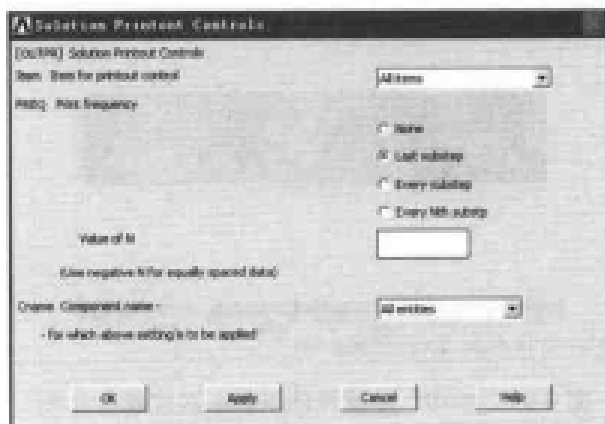 Solution Printout Controls
[OUTPR] Solution Printout Controls
Item Item for printout control
All items
FREQ Print frequency
None
Last substep
Every substep
Every Nth substp
Value of N
(Use negative N for equally spaced data)
Cname Component name -
All entities
- for which above setting is to be applied
OK
Apply
Cancel
Help